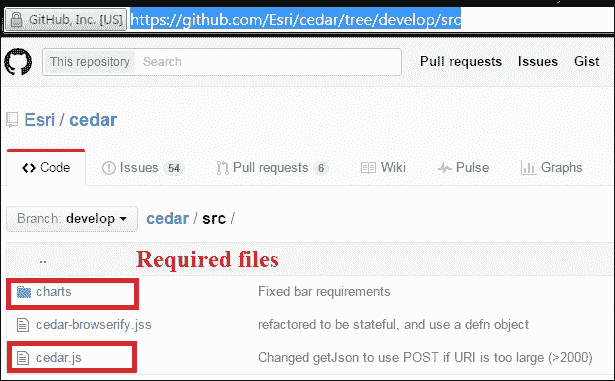 GitHub, Inc. [US] https://github.com/Esri/cedar/tree/develop/src
This repository Search Pull requests Issues Gist
Esri / cedar
Code Issues 54 Pull requests 6 Wiki Pulse Graphs
Branch: develop cedar / src /
.. Required files
charts Fixed bar requirements
cedar-browserify.jss refactored to be stateful, and use a defn object
cedar.js Changed getJson to use POST if URI is too large (>2000)